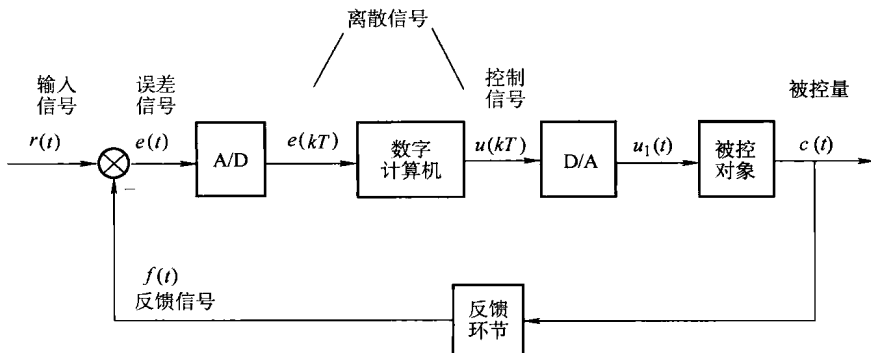 离散信号
输入
信号
r(t)
误差
信号
e(t)
A/D
e(kT)
数字
计算机
控制
信号
u(kT)
D/A
u₁(t)
被控
对象
被控量
c(t)
−
f(t)
反馈信号
反馈
环节